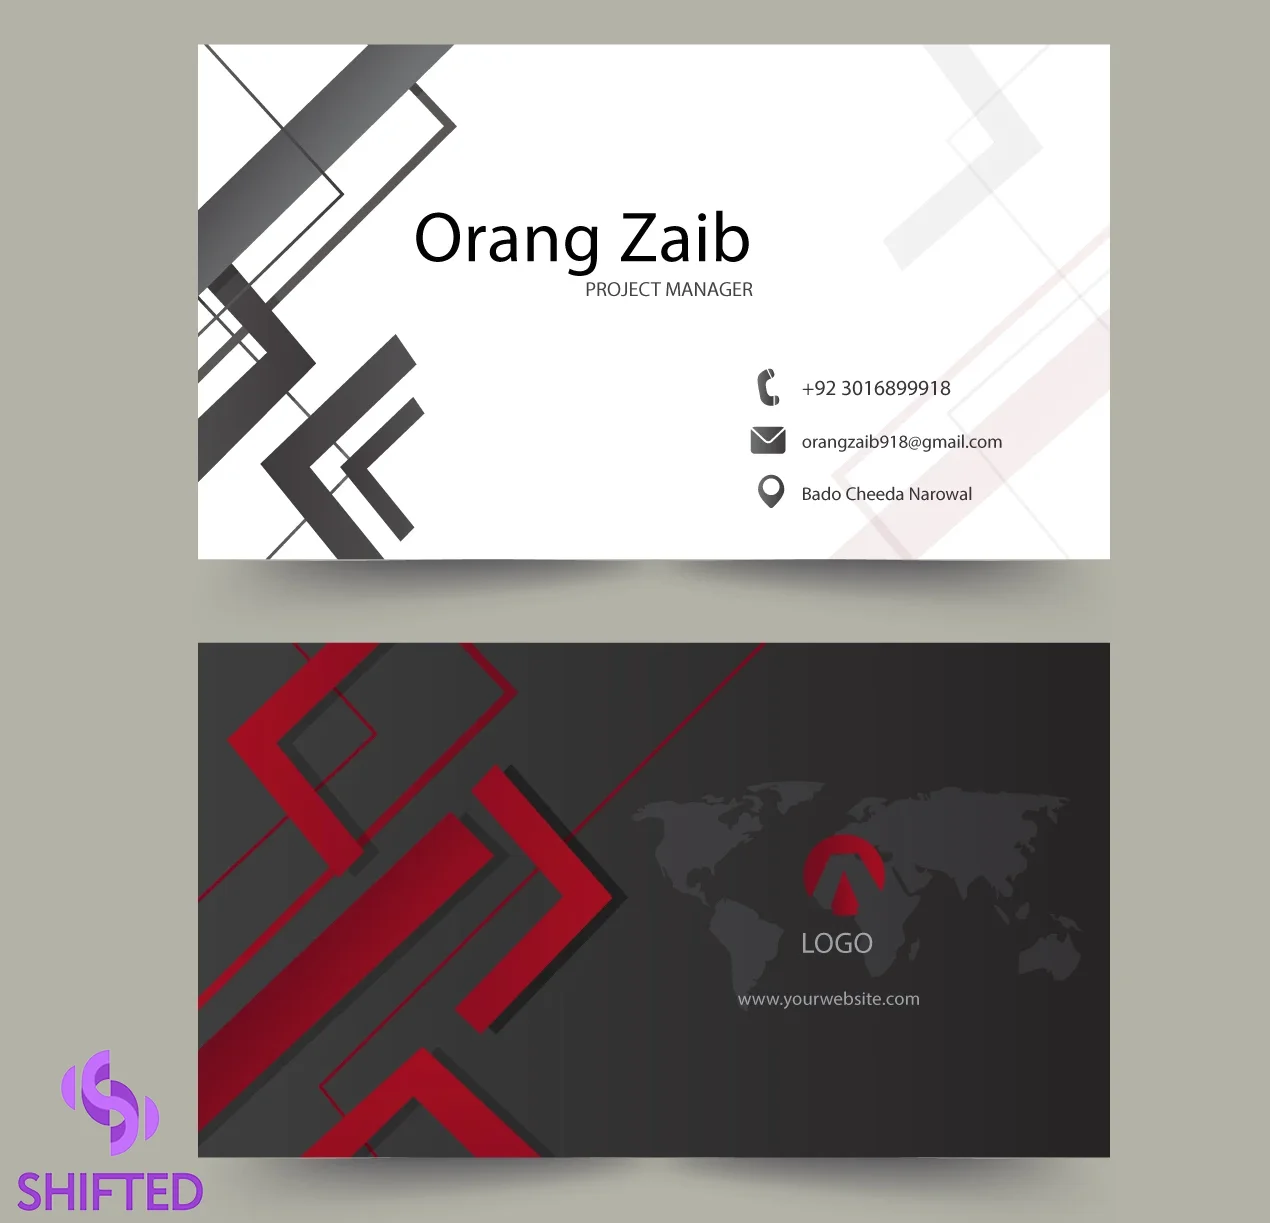 Orang Zaib
PROJECT MANAGER
+92 3016899918
orangzaib918@gmail.com
Bado Cheeda Narowal
LOGO
www.yourwebsite.com
SHIFTED